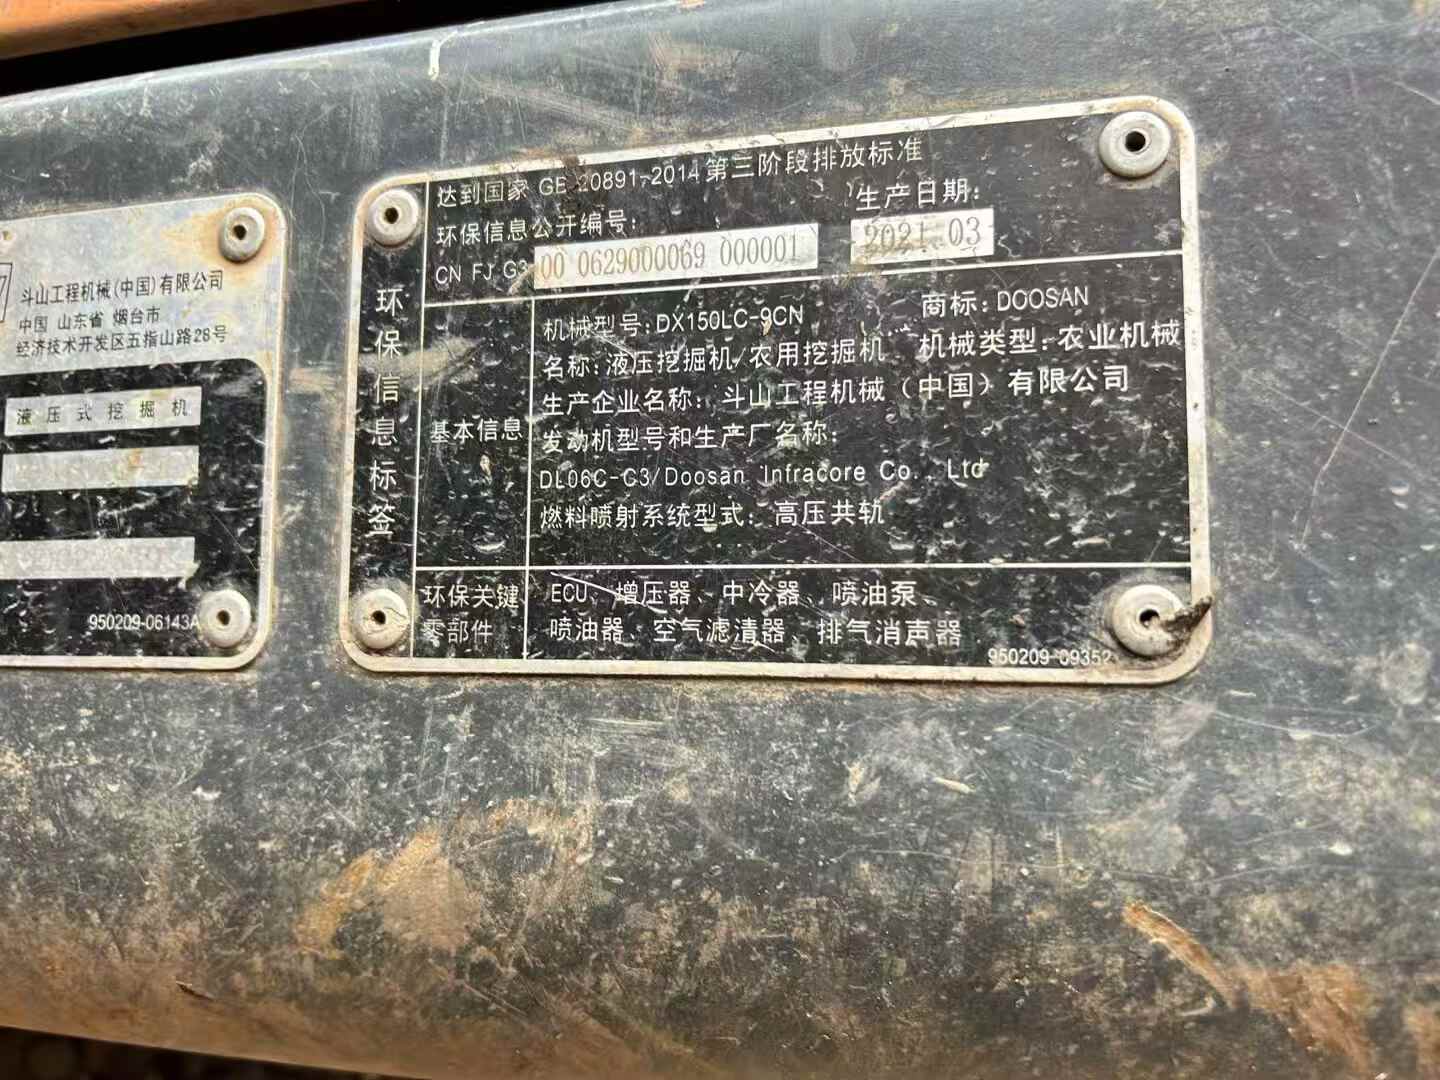 斗山工程机械(中国)有限公司
中国 山东省 烟台市
经济技术开发区五指山路28号
液压式挖掘机
950209-06143A
环保信息标签
达到国家 GB 20891-2014第三阶段排放标准
环保信息公开编号:
生产日期:
CN FJ G3 00 0629000069 000001
2021.03
基本信息
机械型号:DX150LC-9CN
商标:DOOSAN
名称:液压挖掘机/农用挖掘机
机械类型:农业机械
生产企业名称:斗山工程机械(中国)有限公司
发动机型号和生产厂名称:
DL06C-C3/Doosan Infracore Co., Ltd
燃料喷射系统型式:高压共轨
环保关键
零部件
ECU、增压器、中冷器、喷油泵、
喷油器、空气滤清器、排气消声器
950209-09352